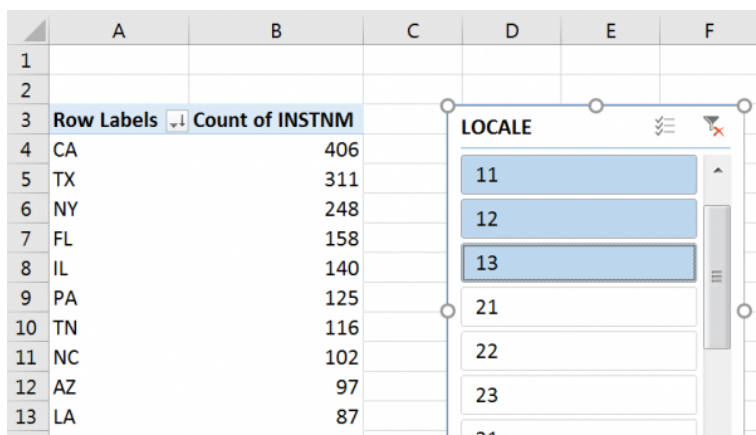 A B C D E F
1
2
3 Row Labels Count of INSTNM
4 CA 406
5 TX 311
6 NY 248
7 FL 158
8 IL 140
9 PA 125
10 TN 116
11 NC 102
12 AZ 97
13 LA 87
LOCALE
11
12
13
21
22
23